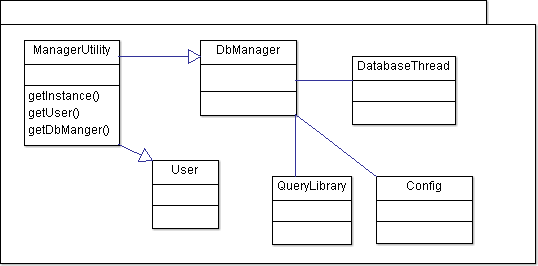 ManagerUtility
getInstance()
getUser()
getDbManger()
DbManager
DatabaseThread
User
QueryLibrary
Config